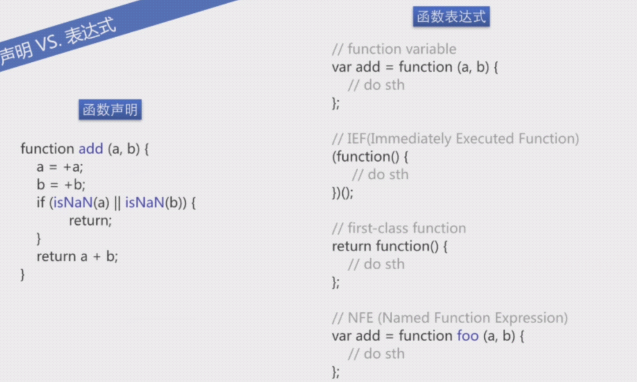 声明 VS. 表达式
函数声明
function add (a, b) {
a = +a;
b = +b;
if (isNaN(a) || isNaN(b)) {
return;
}
return a + b;
}
函数表达式
// function variable
var add = function (a, b) {
// do sth
};
// IEF(Immediately Executed Function)
(function() {
// do sth
})();
// first-class function
return function() {
// do sth
};
// NFE (Named Function Expression)
var add = function foo (a, b) {
// do sth
};